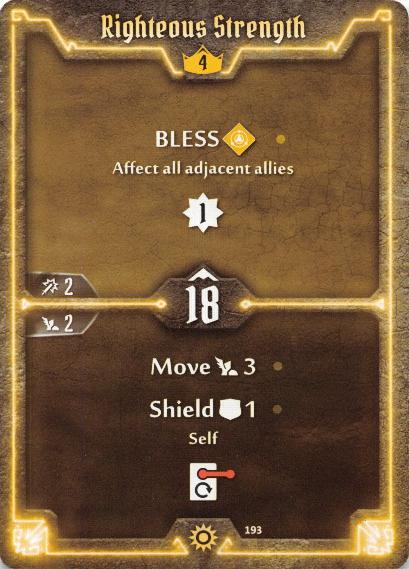 Righteous Strength
4
BLESS
Affect all adjacent allies
1
2
18
2
Move 3
Shield 1
Self
193